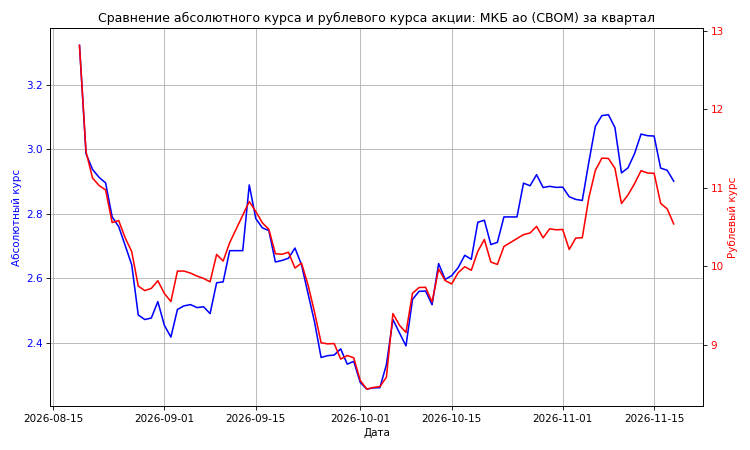 Сравнение абсолютного курса и рублевого курса акции: МКБ ао (CBOM) за квартал
Абсолютный курс
3.2
3.0
2.8
2.6
2.4
13
12
11
10
9
Рублевый курс
2026-08-15 2026-09-01 2026-09-15 2026-10-01 2026-10-15 2026-11-01 2026-11-15
Дата